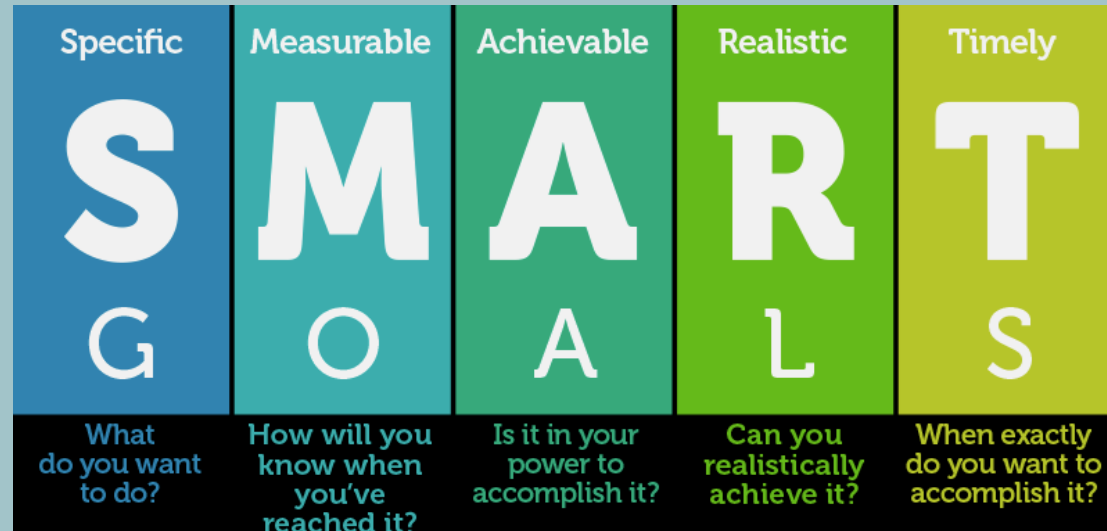 Specific Measurable Achievable Realistic Timely
S M A R T
G O A L S
What
do you want
to do?
How will you
know when
you've
reached it?
Is it in your
power to
accomplish it?
Can you
realistically
achieve it?
When exactly
do you want to
accomplish it?